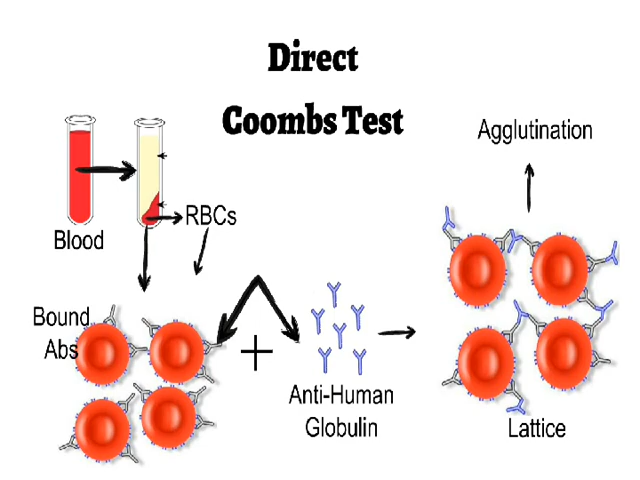 Direct
Coombs Test
Agglutination
RBCs
Blood
Bound
Abs
+
Anti-Human
Globulin
Lattice